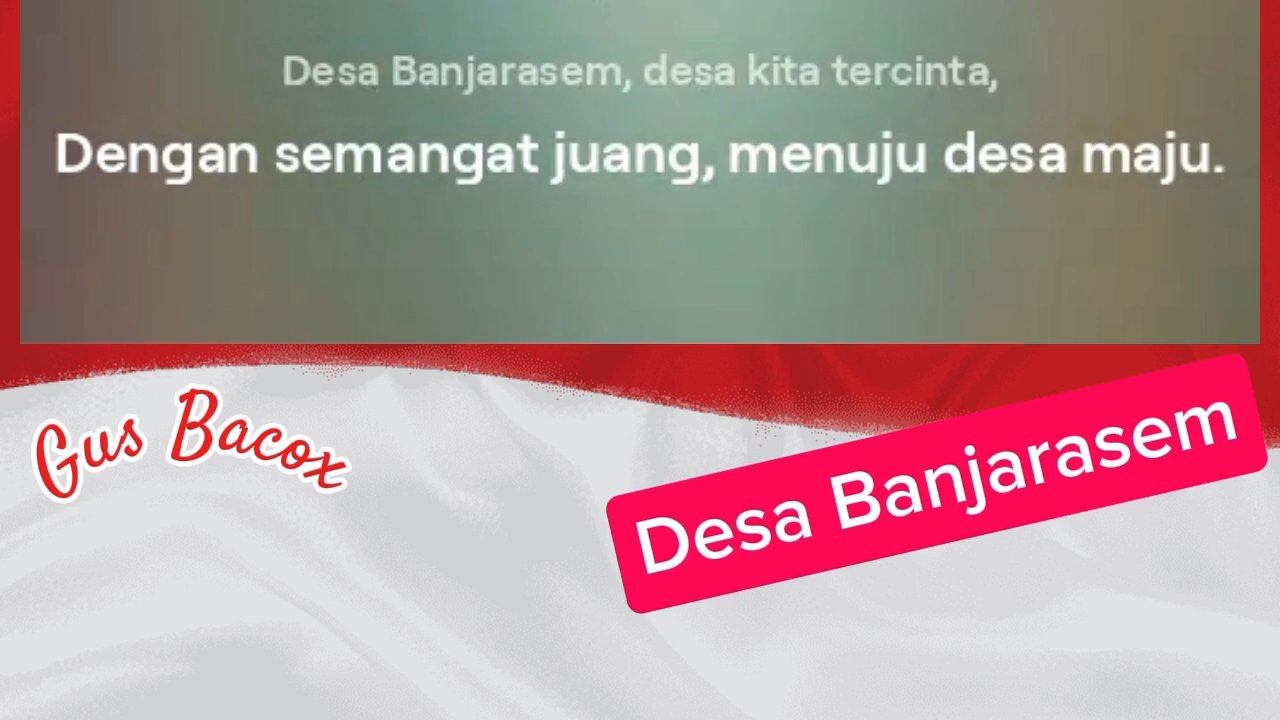 Desa Banjarasem, desa kita tercinta,
Dengan semangat juang, menuju desa maju.
Gus Bacox
Desa Banjarasem